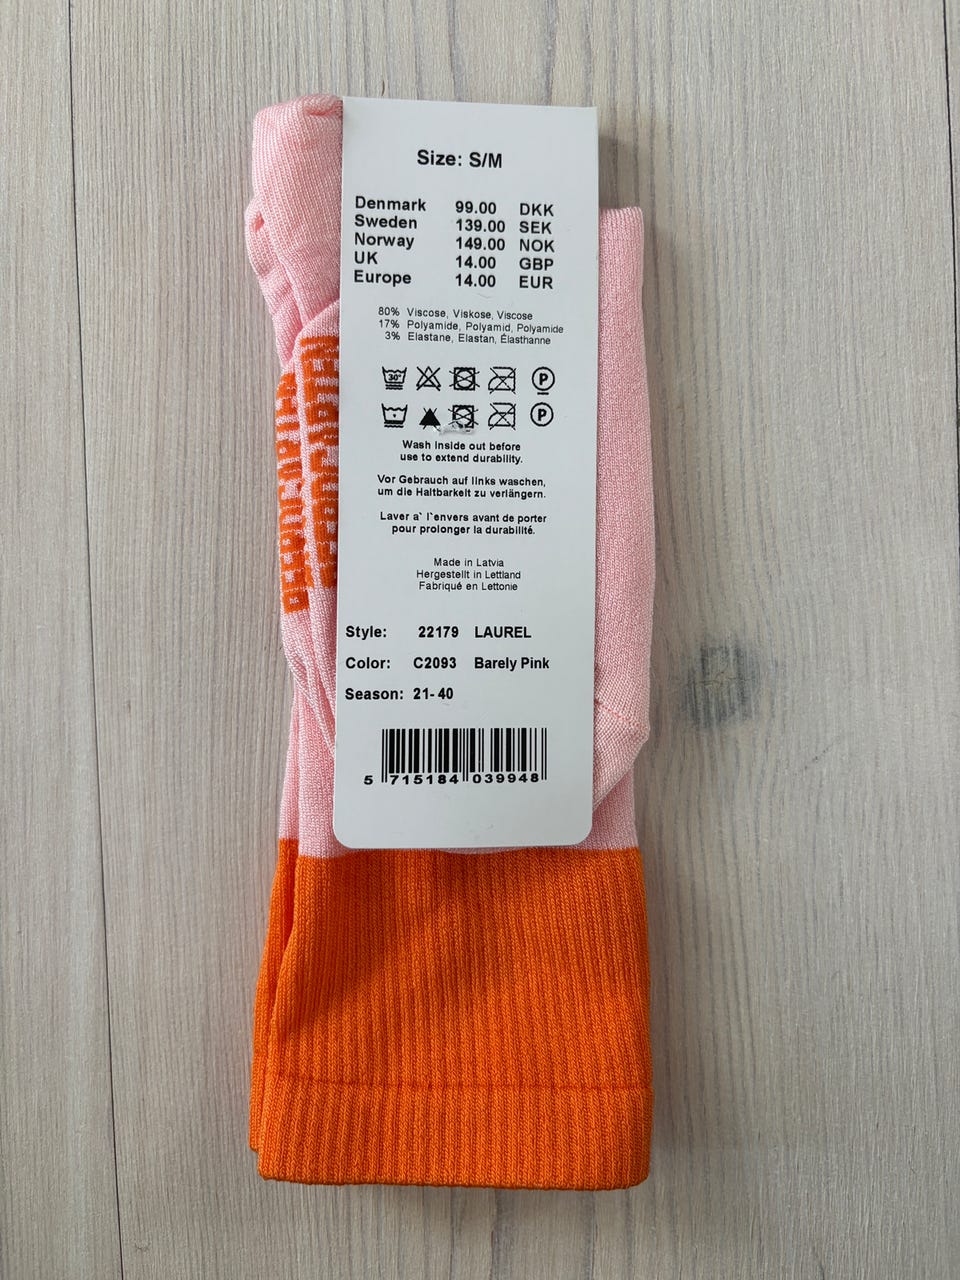 Size: S/M
Denmark 99.00 DKK
Sweden 139.00 SEK
Norway 149.00 NOK
UK 14.00 GBP
Europe 14.00 EUR
80% Viscose, Viskose, Viscose
17% Polyamide, Polyamid, Polyamide
3% Elastane, Elastan, Élasthanne
30°
P
P
Wash inside out before
use to extend durability.
Vor Gebrauch auf links waschen,
um die Haltbarkeit zu verlängern.
Laver a` l`envers avant de porter
pour prolonger la durabilité.
Made in Latvia
Hergestellt in Lettland
Fabriqué en Lettonie
Style: 22179 LAUREL
Color: C2093 Barely Pink
Season: 21-40
5 715184 039948